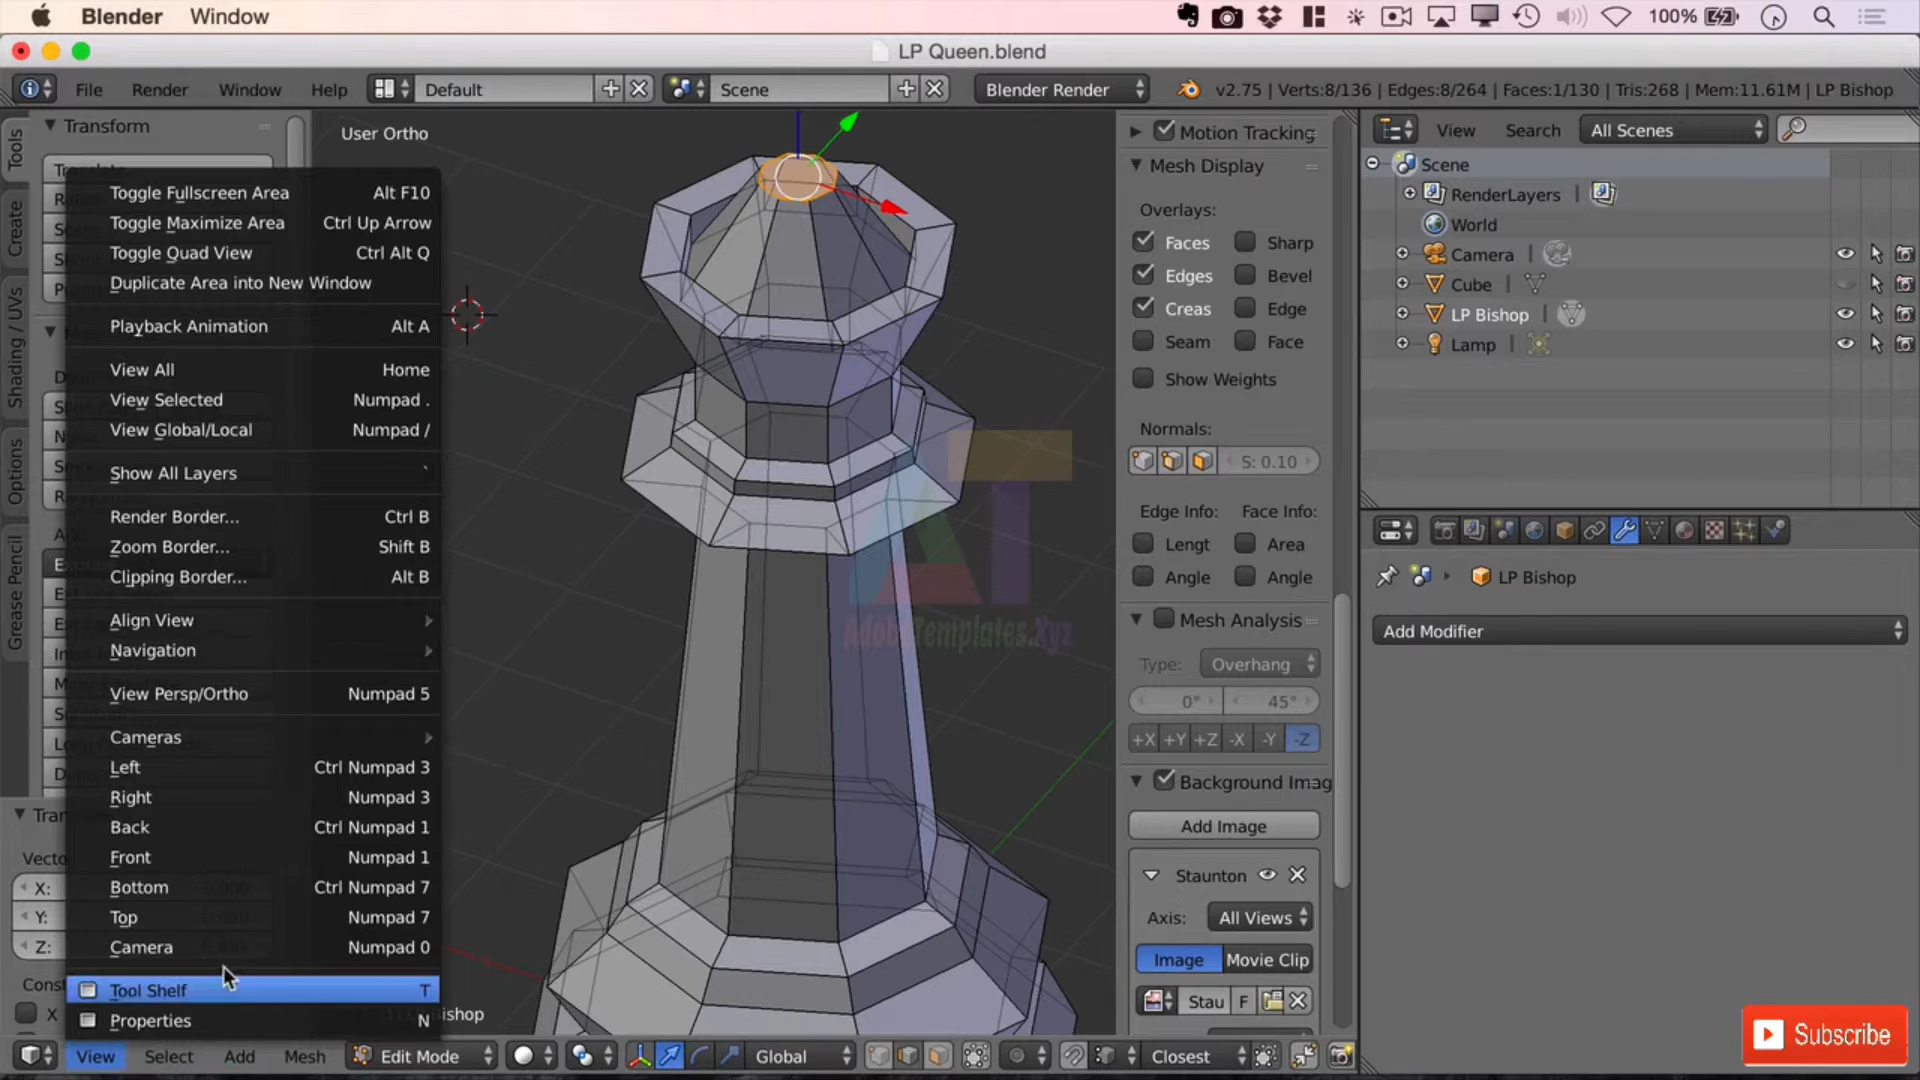 Blender Window 100%
LP Queen.blend
File Render Window Help Default Scene Blender Render v2.75 | Verts:8/136 | Edges:8/264 | Faces:1/130 | Tris:268 | Mem:11.61M | LP Bishop
Tools
Create
Shading / UVs
Options
Grease Pencil
Transform
Translate
Toggle Fullscreen Area Alt F10
Toggle Maximize Area Ctrl Up Arrow
Toggle Quad View Ctrl Alt Q
Duplicate Area into New Window
Playback Animation Alt A
View All Home
View Selected Numpad .
View Global/Local Numpad /
Show All Layers `
Render Border... Ctrl B
Zoom Border... Shift B
Clipping Border... Alt B
Align View
Navigation
View Persp/Ortho Numpad 5
Cameras
Left Ctrl Numpad 3
Right Numpad 3
Back Ctrl Numpad 1
Front Numpad 1
Bottom Ctrl Numpad 7
Top Numpad 7
Camera Numpad 0
Tool Shelf T
Properties N
Vecto
X:
Y:
Z:
Const
X
User Ortho
ishop
AT
AdobeTemplates.Xyz
Motion Tracking
Mesh Display
Overlays:
Faces Sharp
Edges Bevel
Creas Edge
Seam Face
Show Weights
Normals:
S: 0.10
Edge Info: Face Info:
Lengt Area
Angle Angle
Mesh Analysis
Type: Overhang
0° 45°
+X +Y +Z -X -Y -Z
Background Imag
Add Image
Staunton
Axis: All Views
Image Movie Clip
Stau F
View Search All Scenes
Scene
RenderLayers
World
Camera
Cube
LP Bishop
Lamp
LP Bishop
Add Modifier
Subscribe
View Select Add Mesh Edit Mode Global Closest